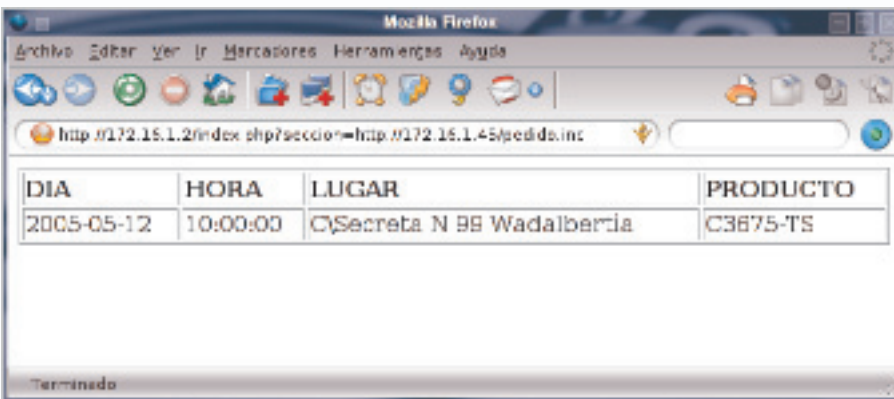 Mozilla Firefox
Archivo Editar Ver Ir Marcadores Herramientas Ayuda
http://172.16.1.2/index.php?seccion=http://172.16.1.45/pedido.inc
DIA HORA LUGAR PRODUCTO
2005-05-12 10:00:00 C\Secreta N 99 Wadalbertia C3675-TS
Terminado